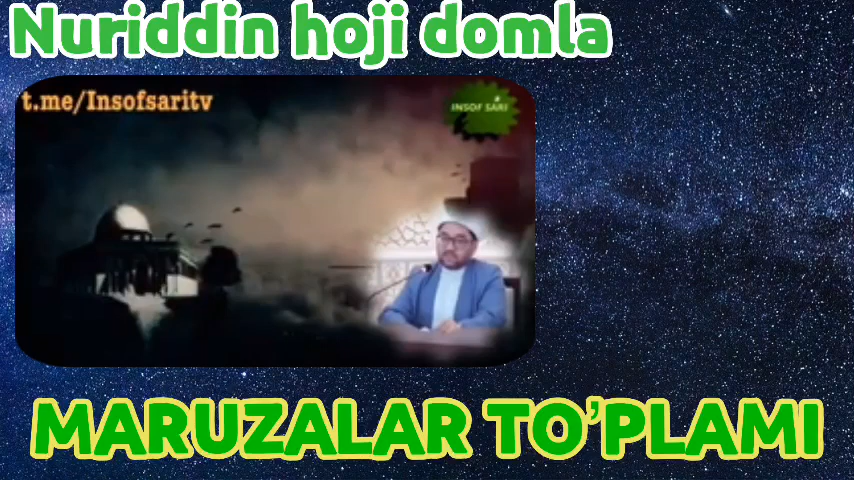 Nuriddin hoji domla
t.me/Insofsaritv
INSOF SARI
MARUZALAR TO’PLAMI